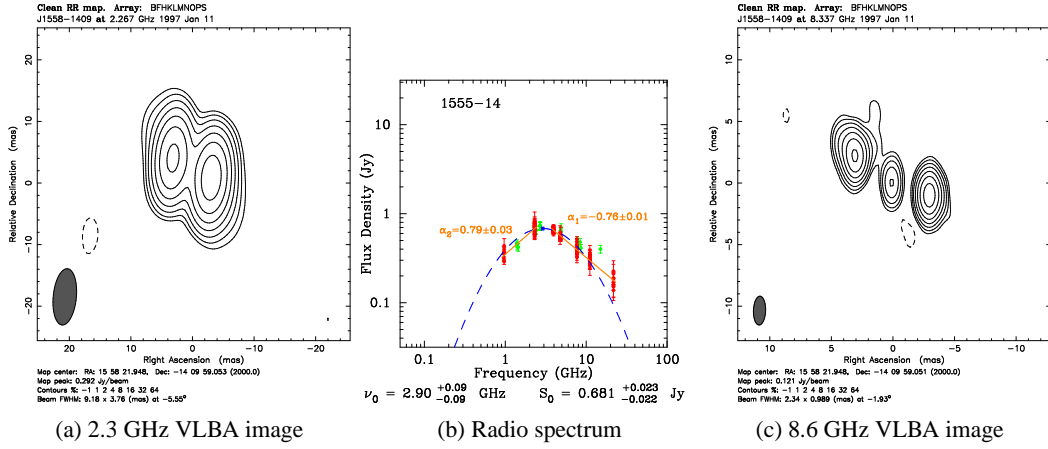 Clean RR map. Array: BFHKLMNOPS
J1558-1409 at 2.267 GHz 1997 Jan 11
Relative Declination (mas)
20
10
0
-10
-20
20
10
0
-10
-20
Right Ascension (mas)
Map center: RA: 15 58 21.948, Dec: -14 09 59.053 (2000.0)
Map peak: 0.292 Jy/beam
Contours %: -1 1 2 4 8 16 32 64
Beam FWHM: 9.18 x 3.76 (mas) at -5.55°
(a) 2.3 GHz VLBA image
1555-14
Flux Density (Jy)
10
1
0.1
α₂=0.79±0.03
α₁=-0.76±0.01
0.1
1
10
100
Frequency (GHz)
ν₀ = 2.90 +0.09 -0.09 GHz S₀ = 0.681 +0.023 -0.022 Jy
(b) Radio spectrum
Clean RR map. Array: BFHKLMNOPS
J1558-1409 at 8.337 GHz 1997 Jan 11
Relative Declination (mas)
10
5
0
-5
-10
10
5
0
-5
-10
Right Ascension (mas)
Map center: RA: 15 58 21.948, Dec: -14 09 59.051 (2000.0)
Map peak: 0.121 Jy/beam
Contours %: -1 1 2 4 8 16 32 64
Beam FWHM: 2.34 x 0.989 (mas) at -1.93°
(c) 8.6 GHz VLBA image